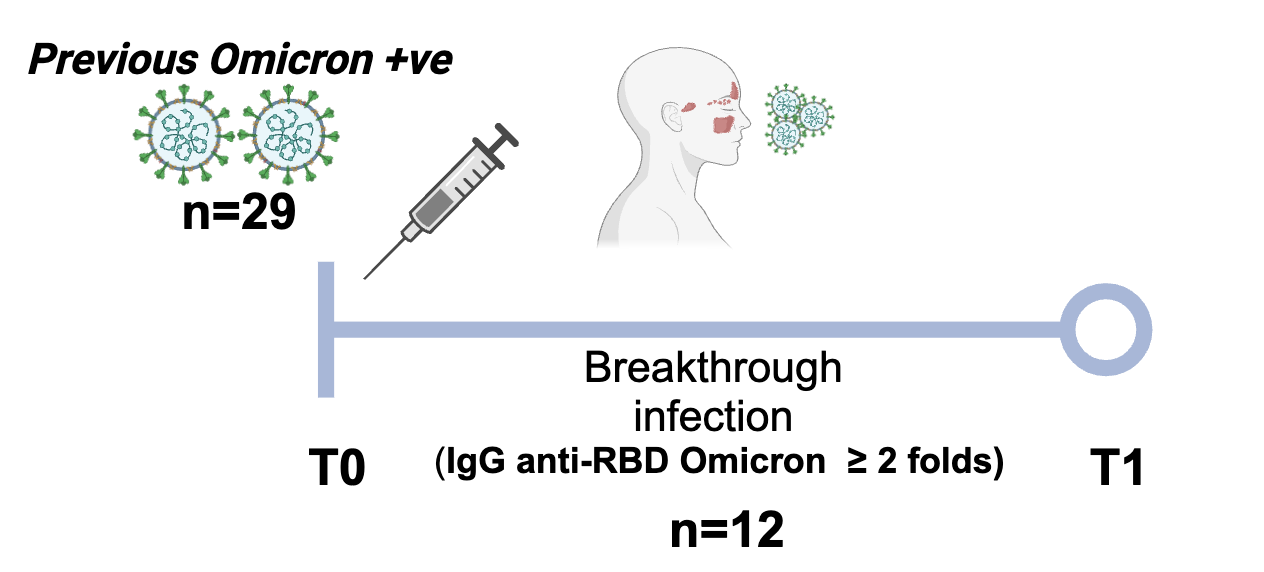 Previous Omicron +ve
n=29
Breakthrough
infection
T0
(IgG anti-RBD Omicron ≥ 2 folds)
T1
n=12